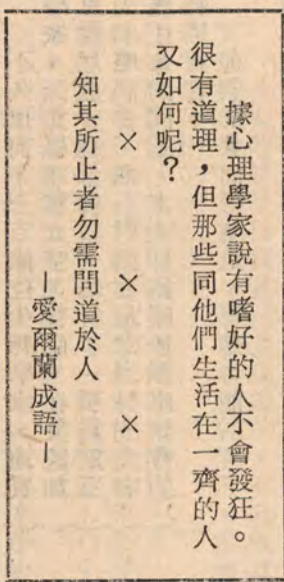 據心理學家說有嗜好的人不會發狂。
很有道理，但那些同他們生活在一齊的人
又如何呢？
× × ×
知其所止者勿需問道於人
—愛爾蘭成語—